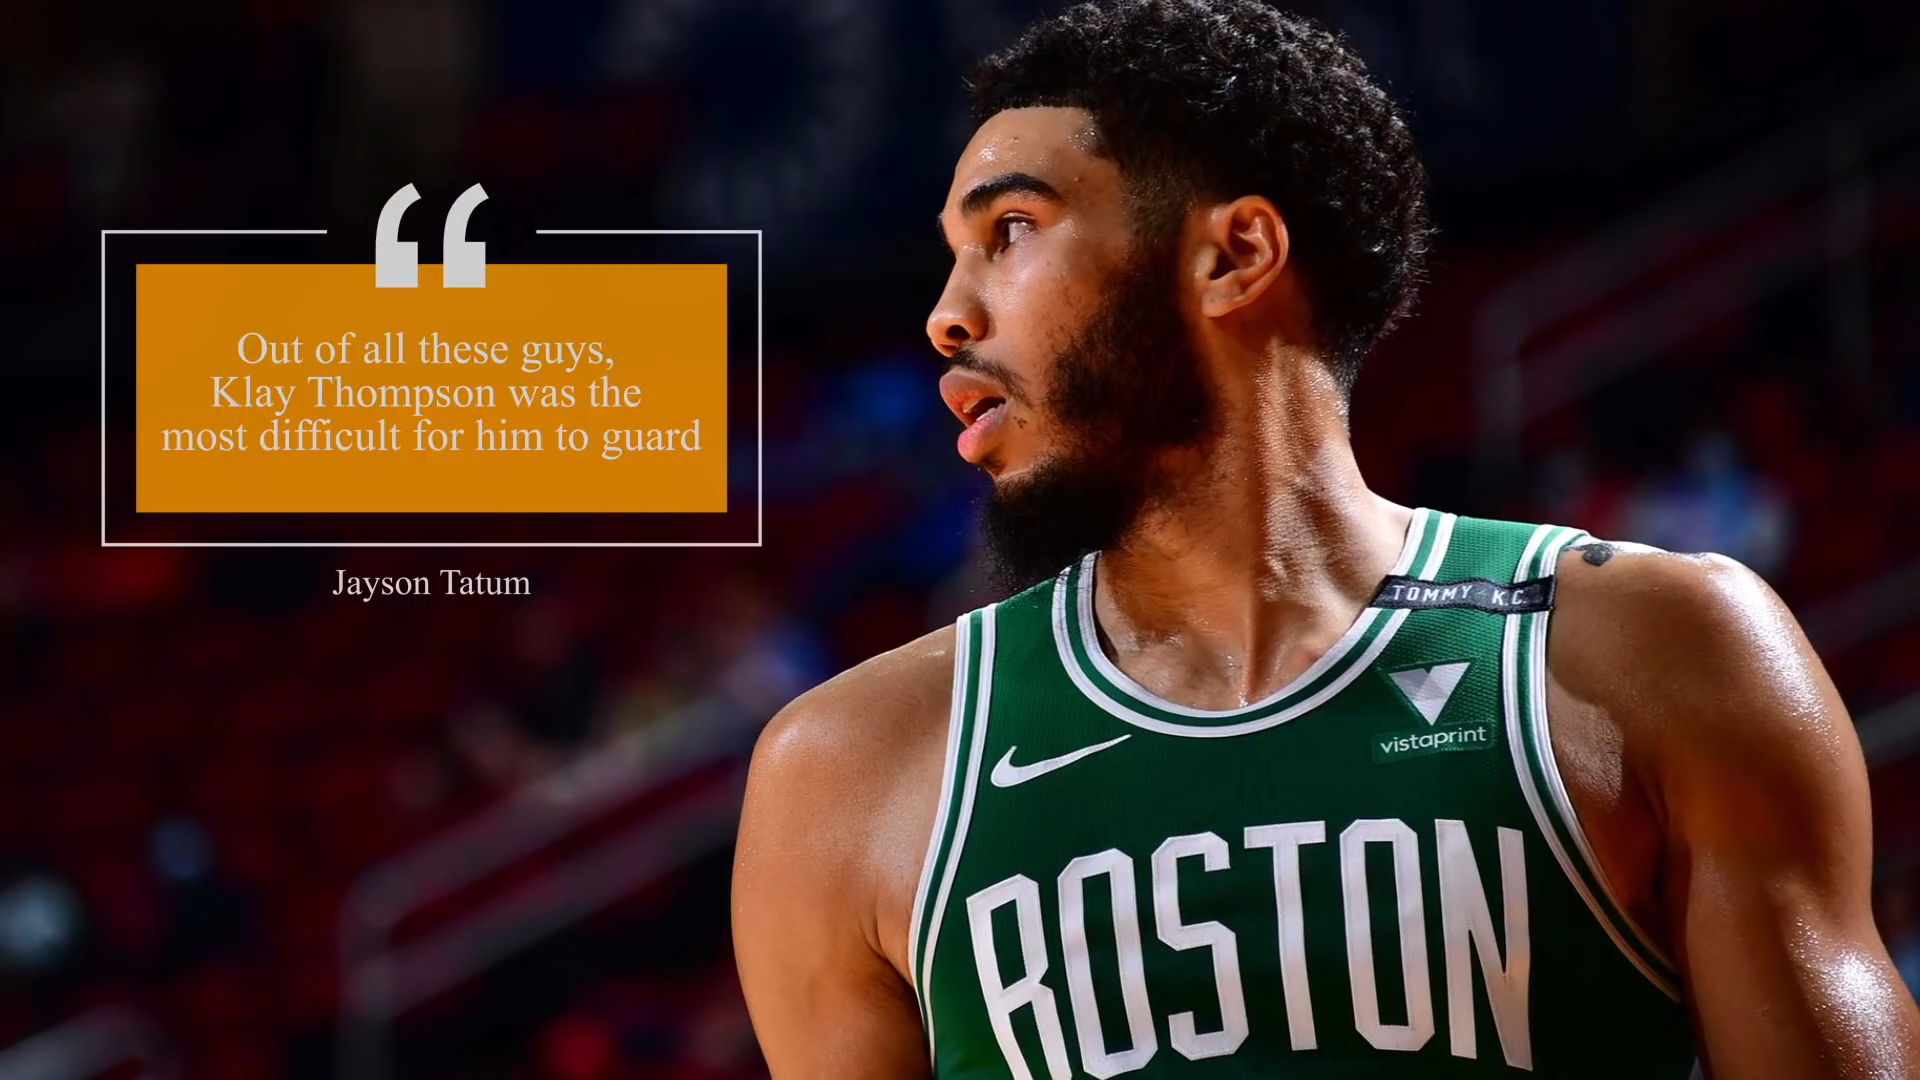 “
Out of all these guys,
Klay Thompson was the
most difficult for him to guard
Jayson Tatum
TOMMY K.C.
vistaprint
BOSTON